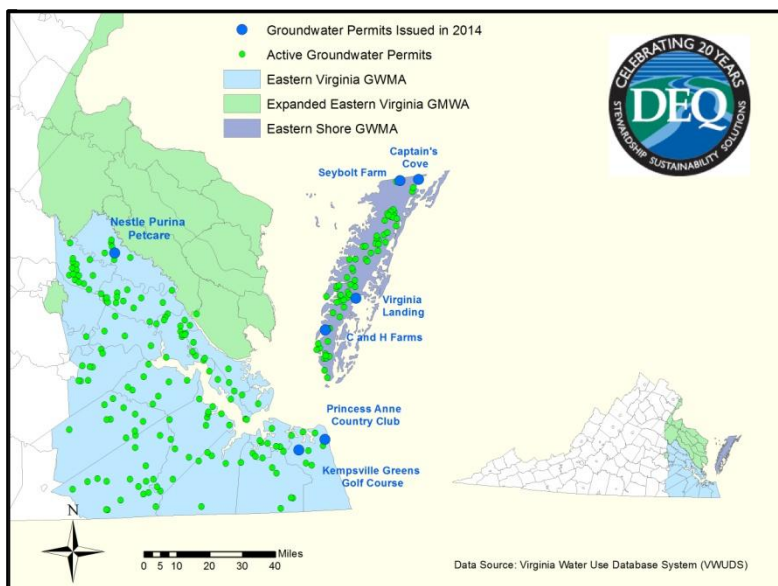 Groundwater Permits Issued in 2014
Active Groundwater Permits
Eastern Virginia GWMA
Expanded Eastern Virginia GMWA
Eastern Shore GWMA
CELEBRATING 20 YEARS
DEQ
STEWARDSHIP SUSTAINABILITY SOLUTIONS
Captain's
Cove
Seybolt Farm
Nestle Purina
Petcare
Virginia
Landing
C and H Farms
Princess Anne
Country Club
Kempsville Greens
Golf Course
N
Miles
0 5 10 20 30 40
Data Source: Virginia Water Use Database System (VWUDS)